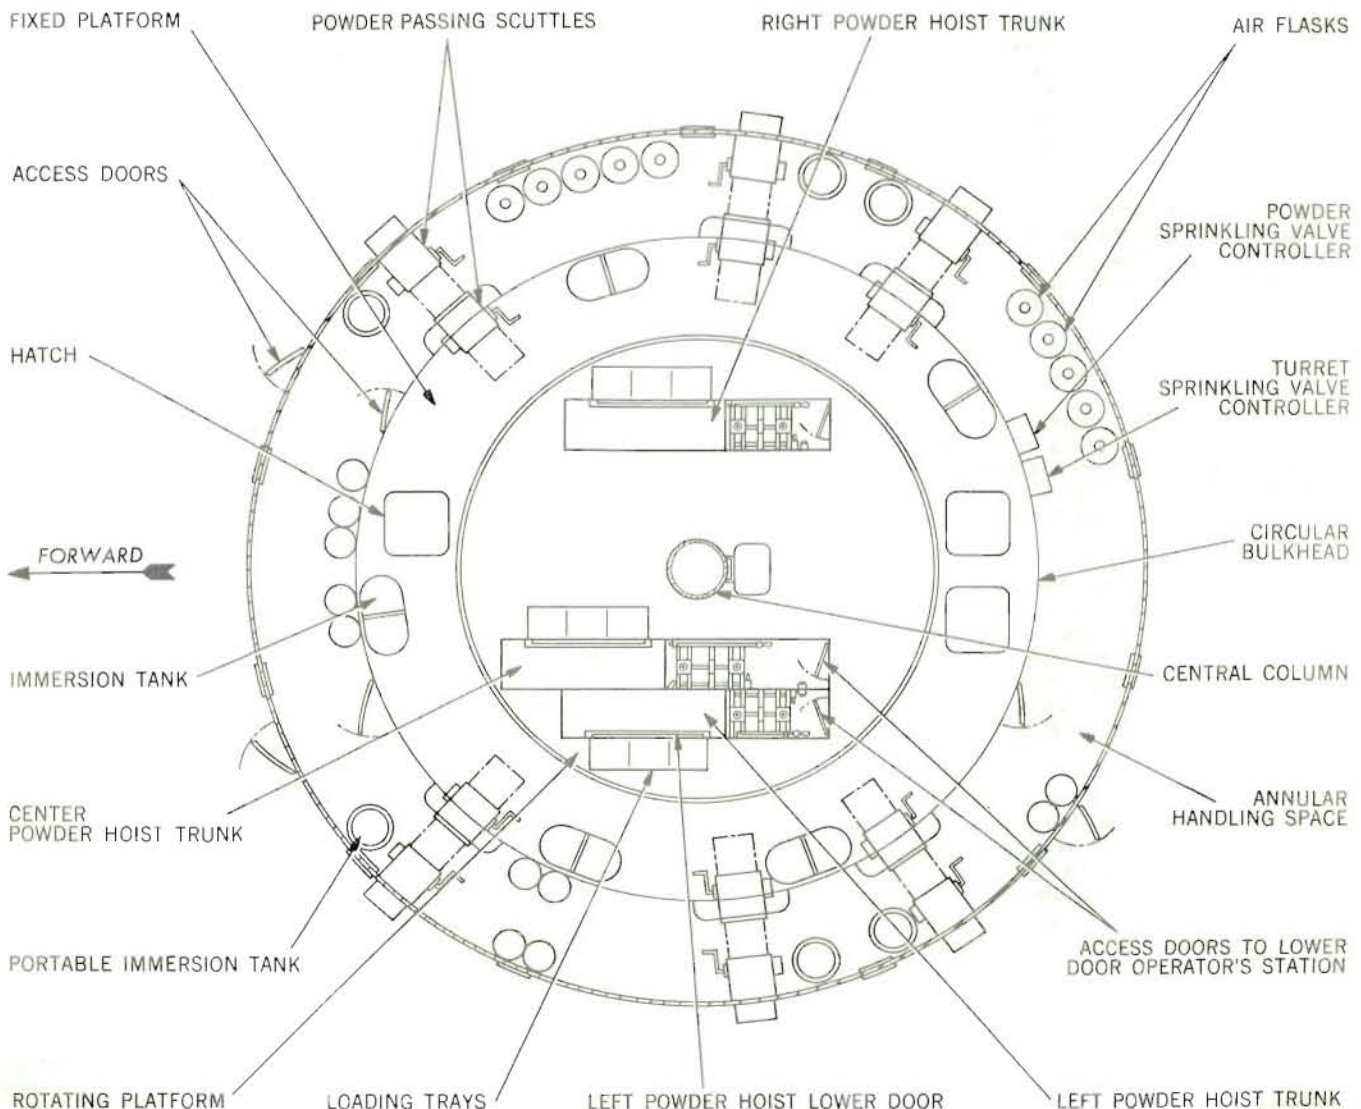 FIXED PLATFORM
POWDER PASSING SCUTTLES
RIGHT POWDER HOIST TRUNK
AIR FLASKS
ACCESS DOORS
POWDER
SPRINKLING VALVE
CONTROLLER
HATCH
TURRET
SPRINKLING VALVE
CONTROLLER
FORWARD
CIRCULAR
BULKHEAD
IMMERSION TANK
CENTRAL COLUMN
CENTER
POWDER HOIST TRUNK
ANNULAR
HANDLING SPACE
PORTABLE IMMERSION TANK
ACCESS DOORS TO LOWER
DOOR OPERATOR'S STATION
ROTATING PLATFORM
LOADING TRAYS
LEFT POWDER HOIST LOWER DOOR
LEFT POWDER HOIST TRUNK